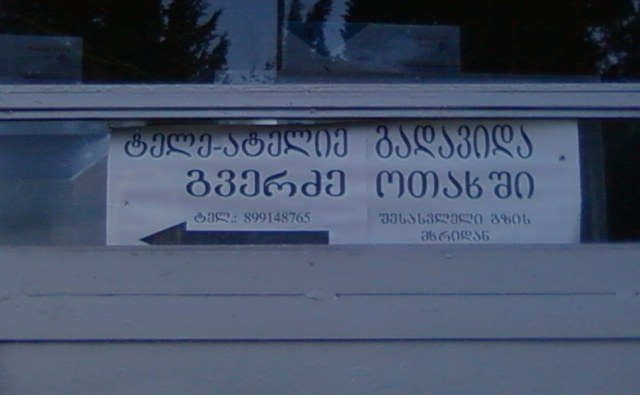 ტელე-ატელიე გადავიდა
გვერძე ოთახში
ტელ.: 899148765
შესასვლელი გზის
მხრიდან